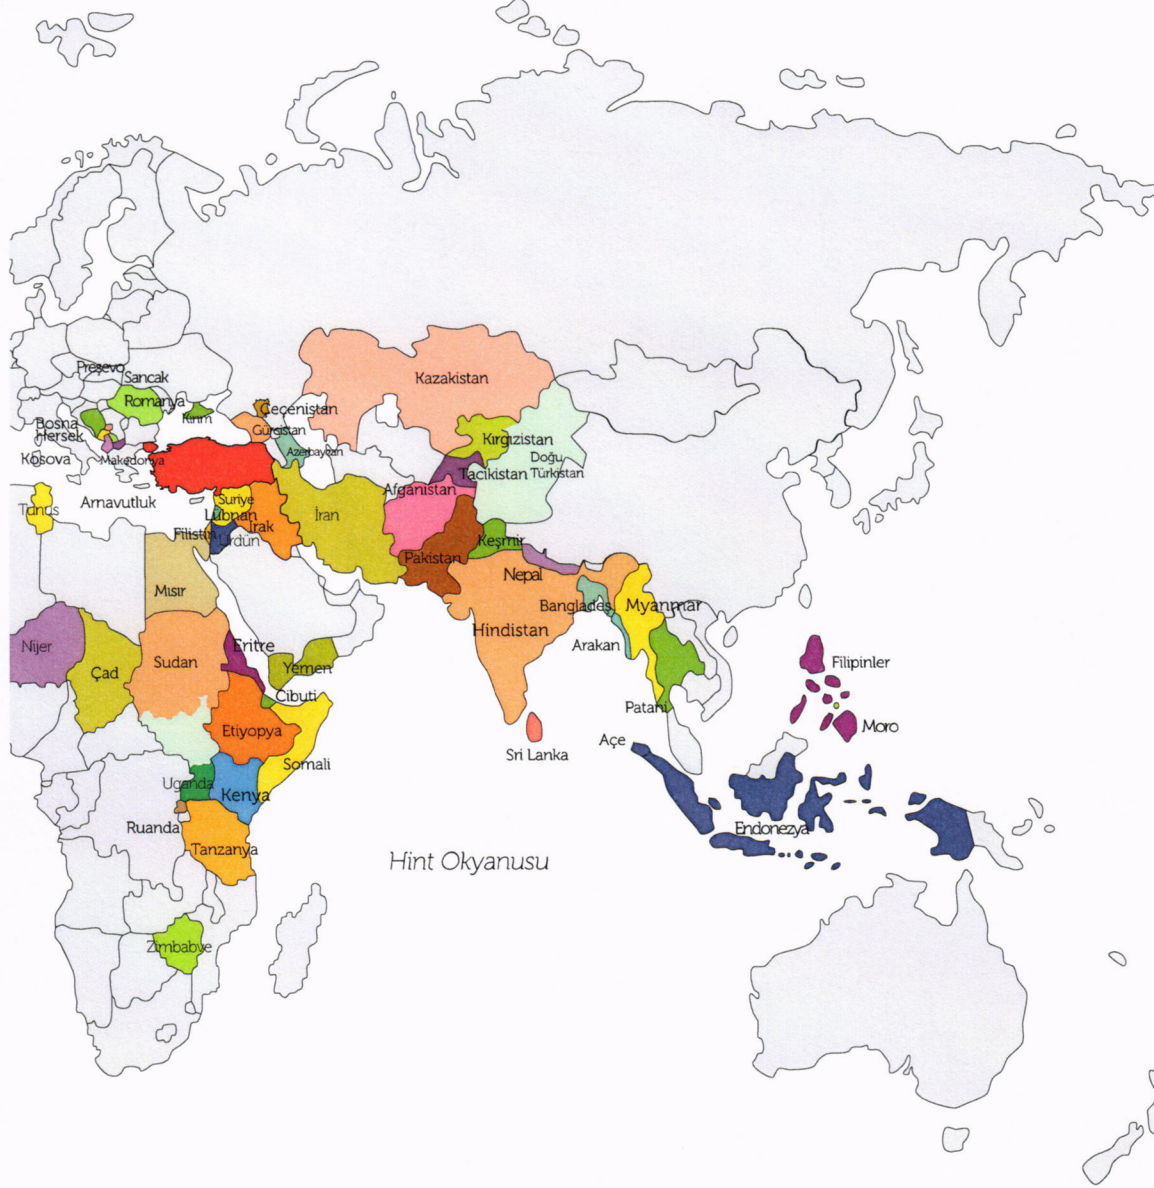 Kazakistan
Preşevo
Sancak
Romanya
Kırım
Çeçenistan
Bosna
Hersek
Gürcistan
Kırgızistan
Azerbaycan
Kosova
Makedonya
Doğu
Tacikistan Türkistan
Afganistan
Tunus
Arnavutluk
Suriye
Lübnan
İran
Irak
Filistin
Ürdün
Keşmir
Pakistan
Nepal
Mısır
Bangladeş
Myanmar
Hindistan
Nijer
Eritre
Arakan
Çad
Sudan
Yemen
Filipinler
Cibuti
Patani
Etiyopya
Moro
Açe
Sri Lanka
Somali
Uganda
Kenya
Ruanda
Endonezya
Tanzanya
Hint Okyanusu
Zimbabve